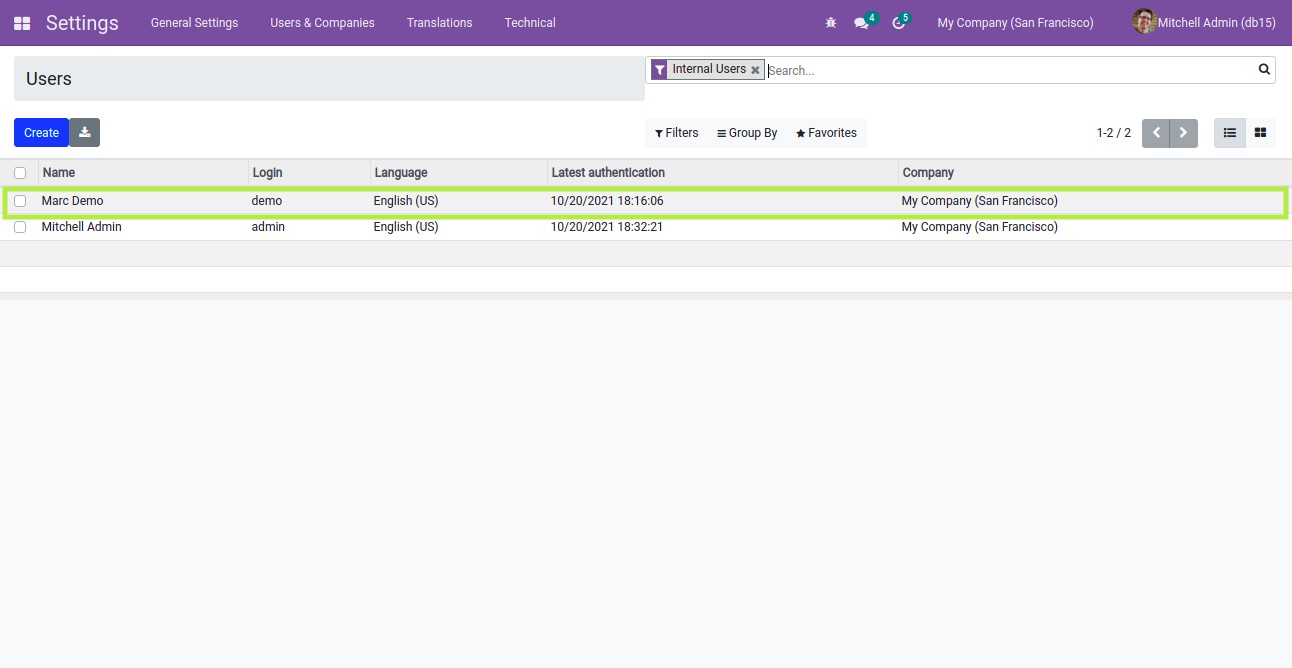 Settings General Settings Users & Companies Translations Technical 4 5 My Company (San Francisco) Mitchell Admin (db15)
Users Internal Users Search...
Create Filters Group By Favorites 1-2 / 2
Name Login Language Latest authentication Company
Marc Demo demo English (US) 10/20/2021 18:16:06 My Company (San Francisco)
Mitchell Admin admin English (US) 10/20/2021 18:32:21 My Company (San Francisco)